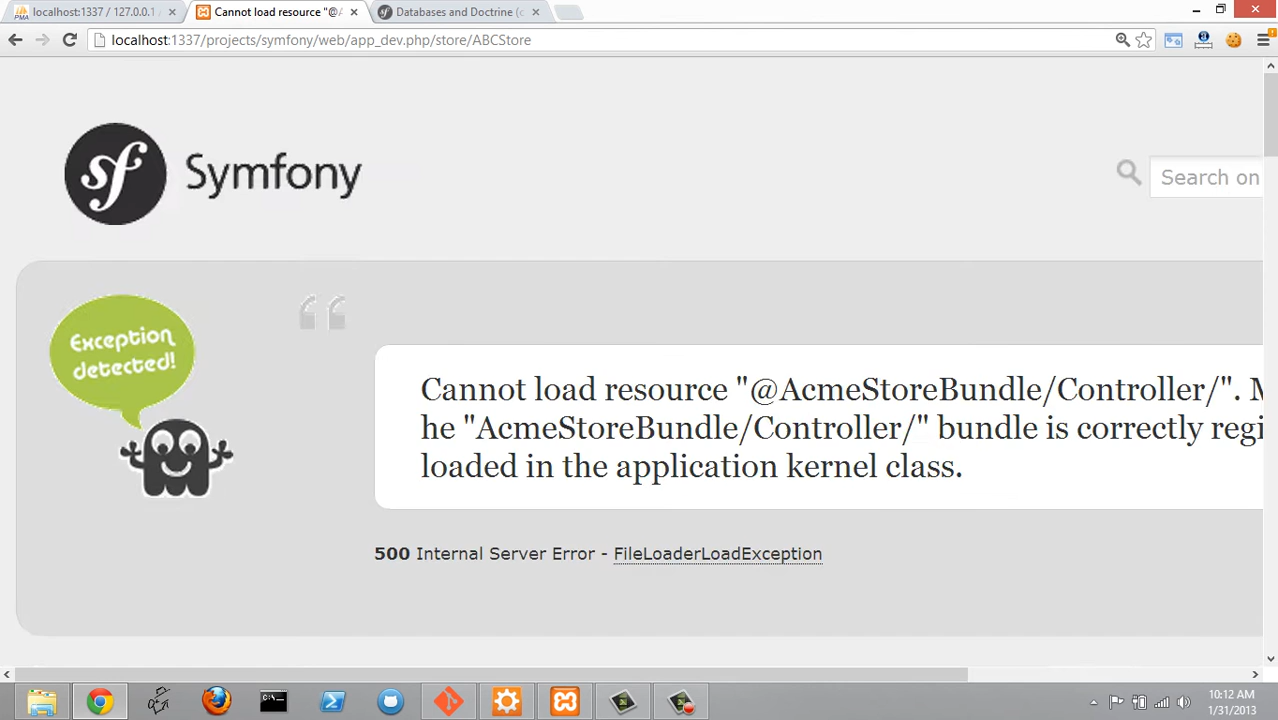 localhost:1337 / 127.0.0.1
Cannot load resource "@A
Databases and Doctrine (c
localhost:1337/projects/symfony/web/app_dev.php/store/ABCStore
sf Symfony
Search on
Exception
detected!
Cannot load resource "@AcmeStoreBundle/Controller/". M
he "AcmeStoreBundle/Controller/" bundle is correctly regi
loaded in the application kernel class.
500 Internal Server Error - FileLoaderLoadException
10:12 AM
1/31/2013